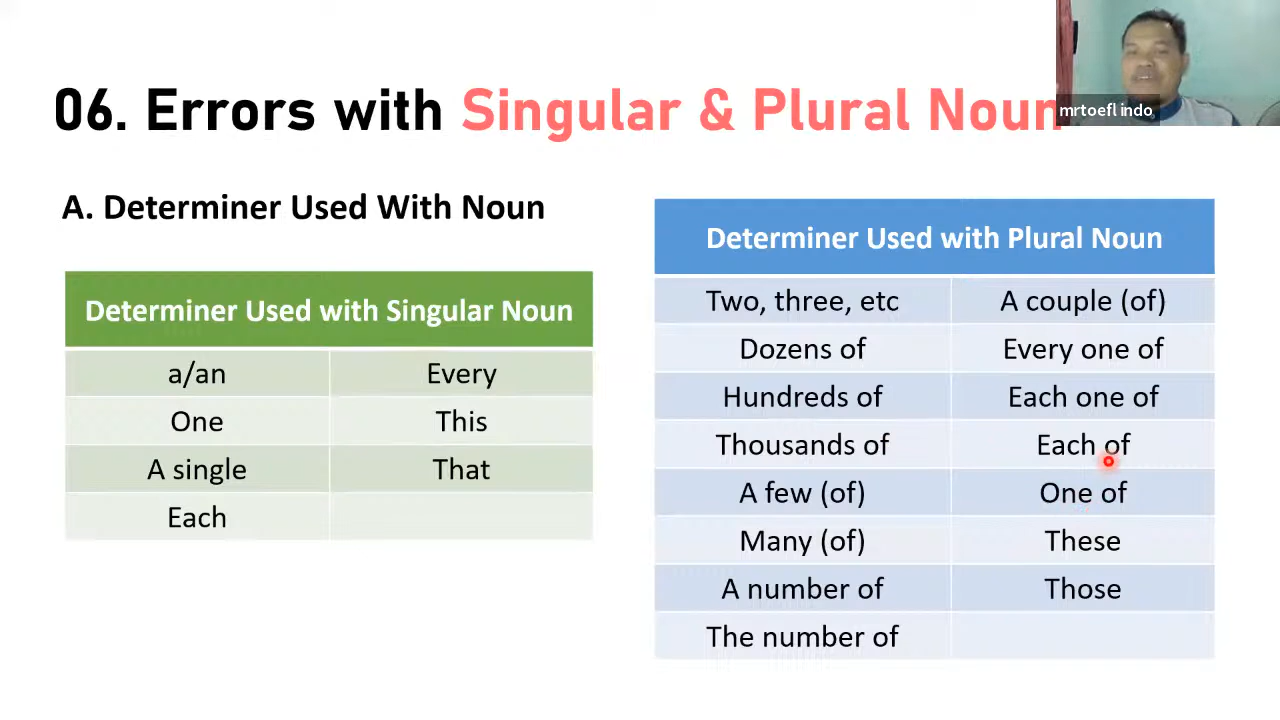 06. Errors with Singular & Plural Noun
mrtoefl indo
A. Determiner Used With Noun
Determiner Used with Singular Noun
a/an Every
One This
A single That
Each
Determiner Used with Plural Noun
Two, three, etc A couple (of)
Dozens of Every one of
Hundreds of Each one of
Thousands of Each of
A few (of) One of
Many (of) These
A number of Those
The number of